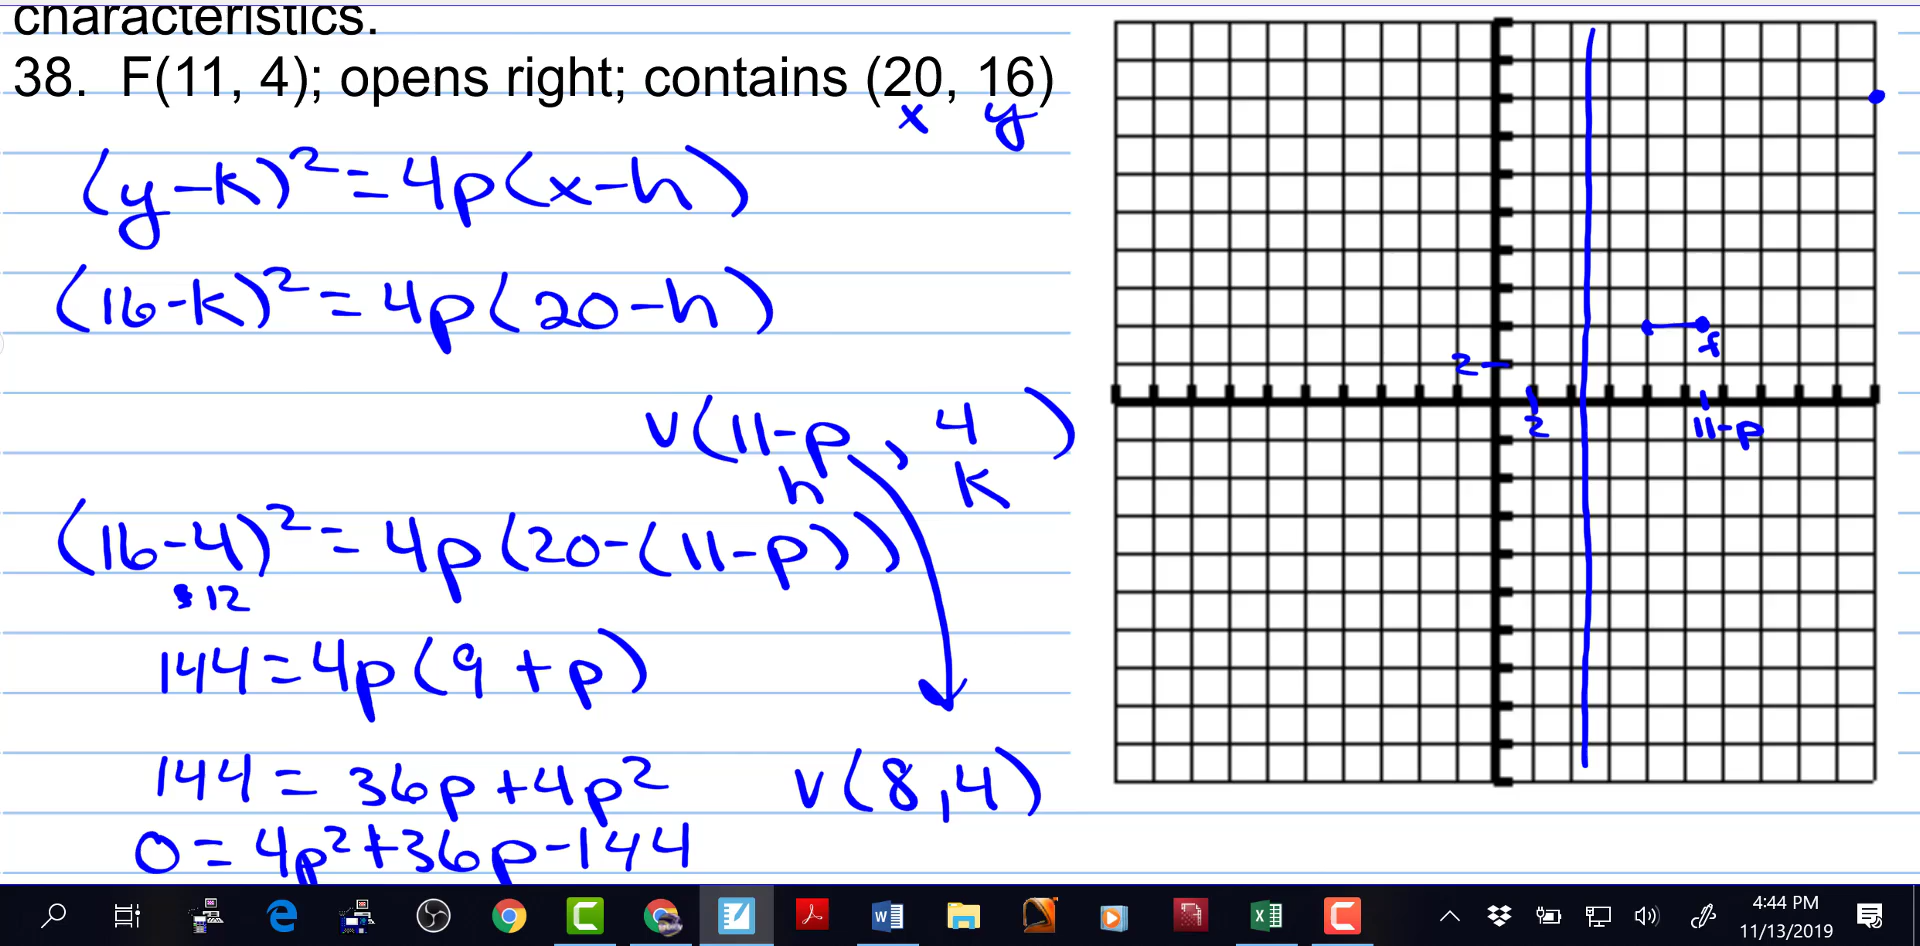 characteristics.
38. F(11, 4); opens right; contains (20, 16)
x y
(y-k)²=4p(x-h)
(16-k)²=4p(20-h)
v(11-p, 4)
h k
(16-4)²=4p(20-(11-p))
12
144=4p(9+p)
144=36p+4p²
v(8,4)
0=4p²+36p-144
f
2
2
11-p
4:44 PM
11/13/2019